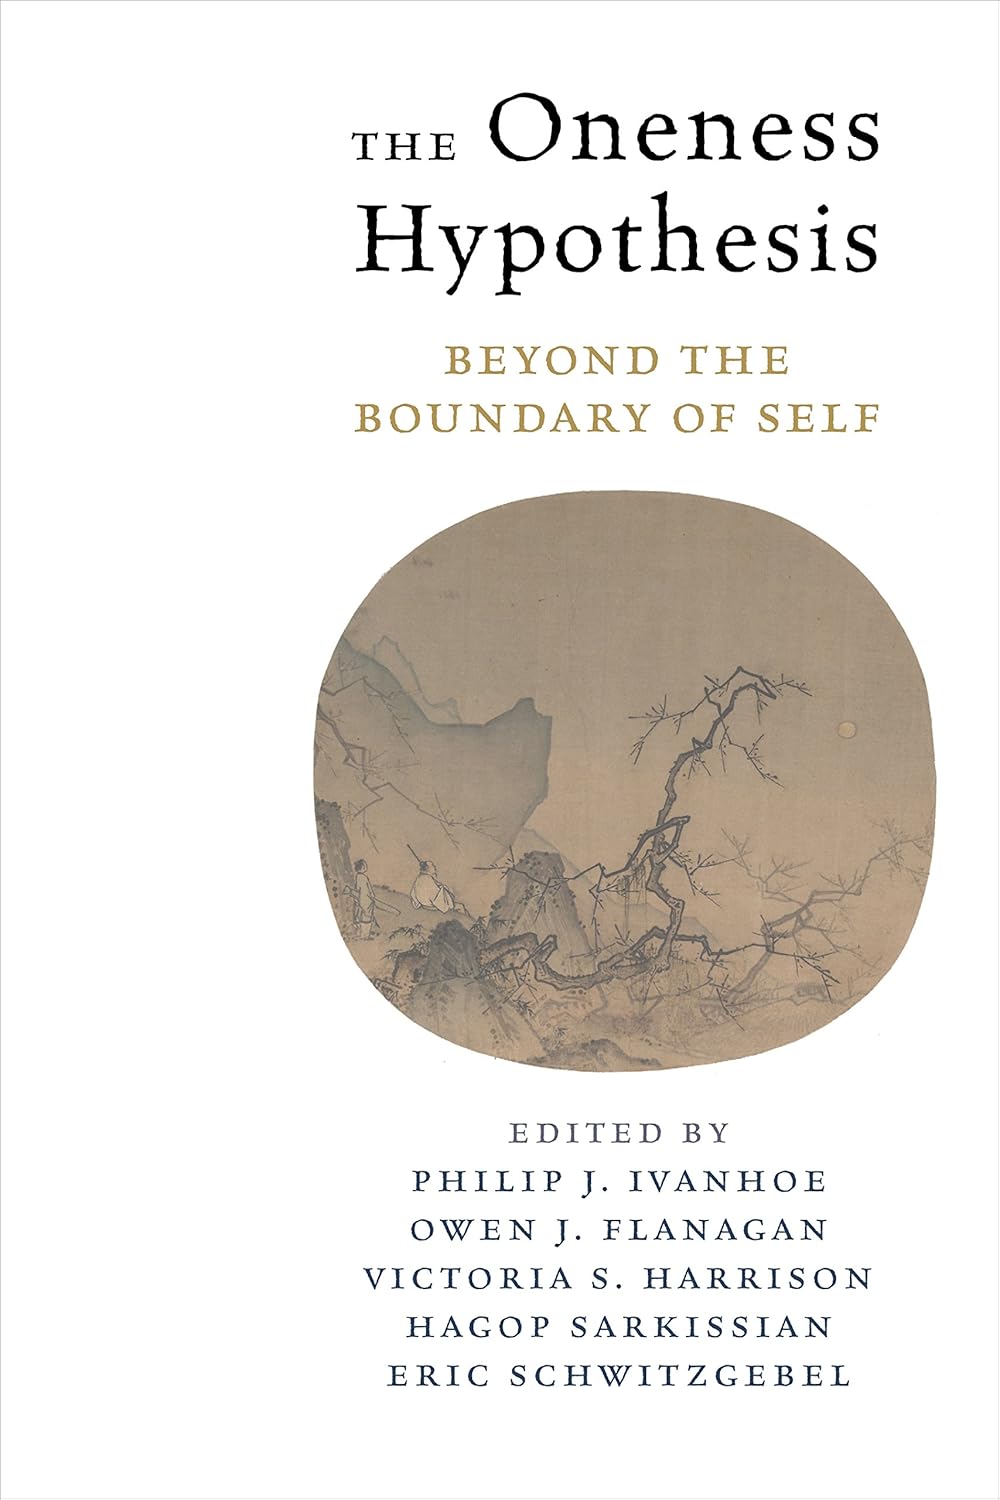 THE Oneness
Hypothesis
BEYOND THE
BOUNDARY OF SELF
EDITED BY
PHILIP J. IVANHOE
OWEN J. FLANAGAN
VICTORIA S. HARRISON
HAGOP SARKISSIAN
ERIC SCHWITZGEBEL